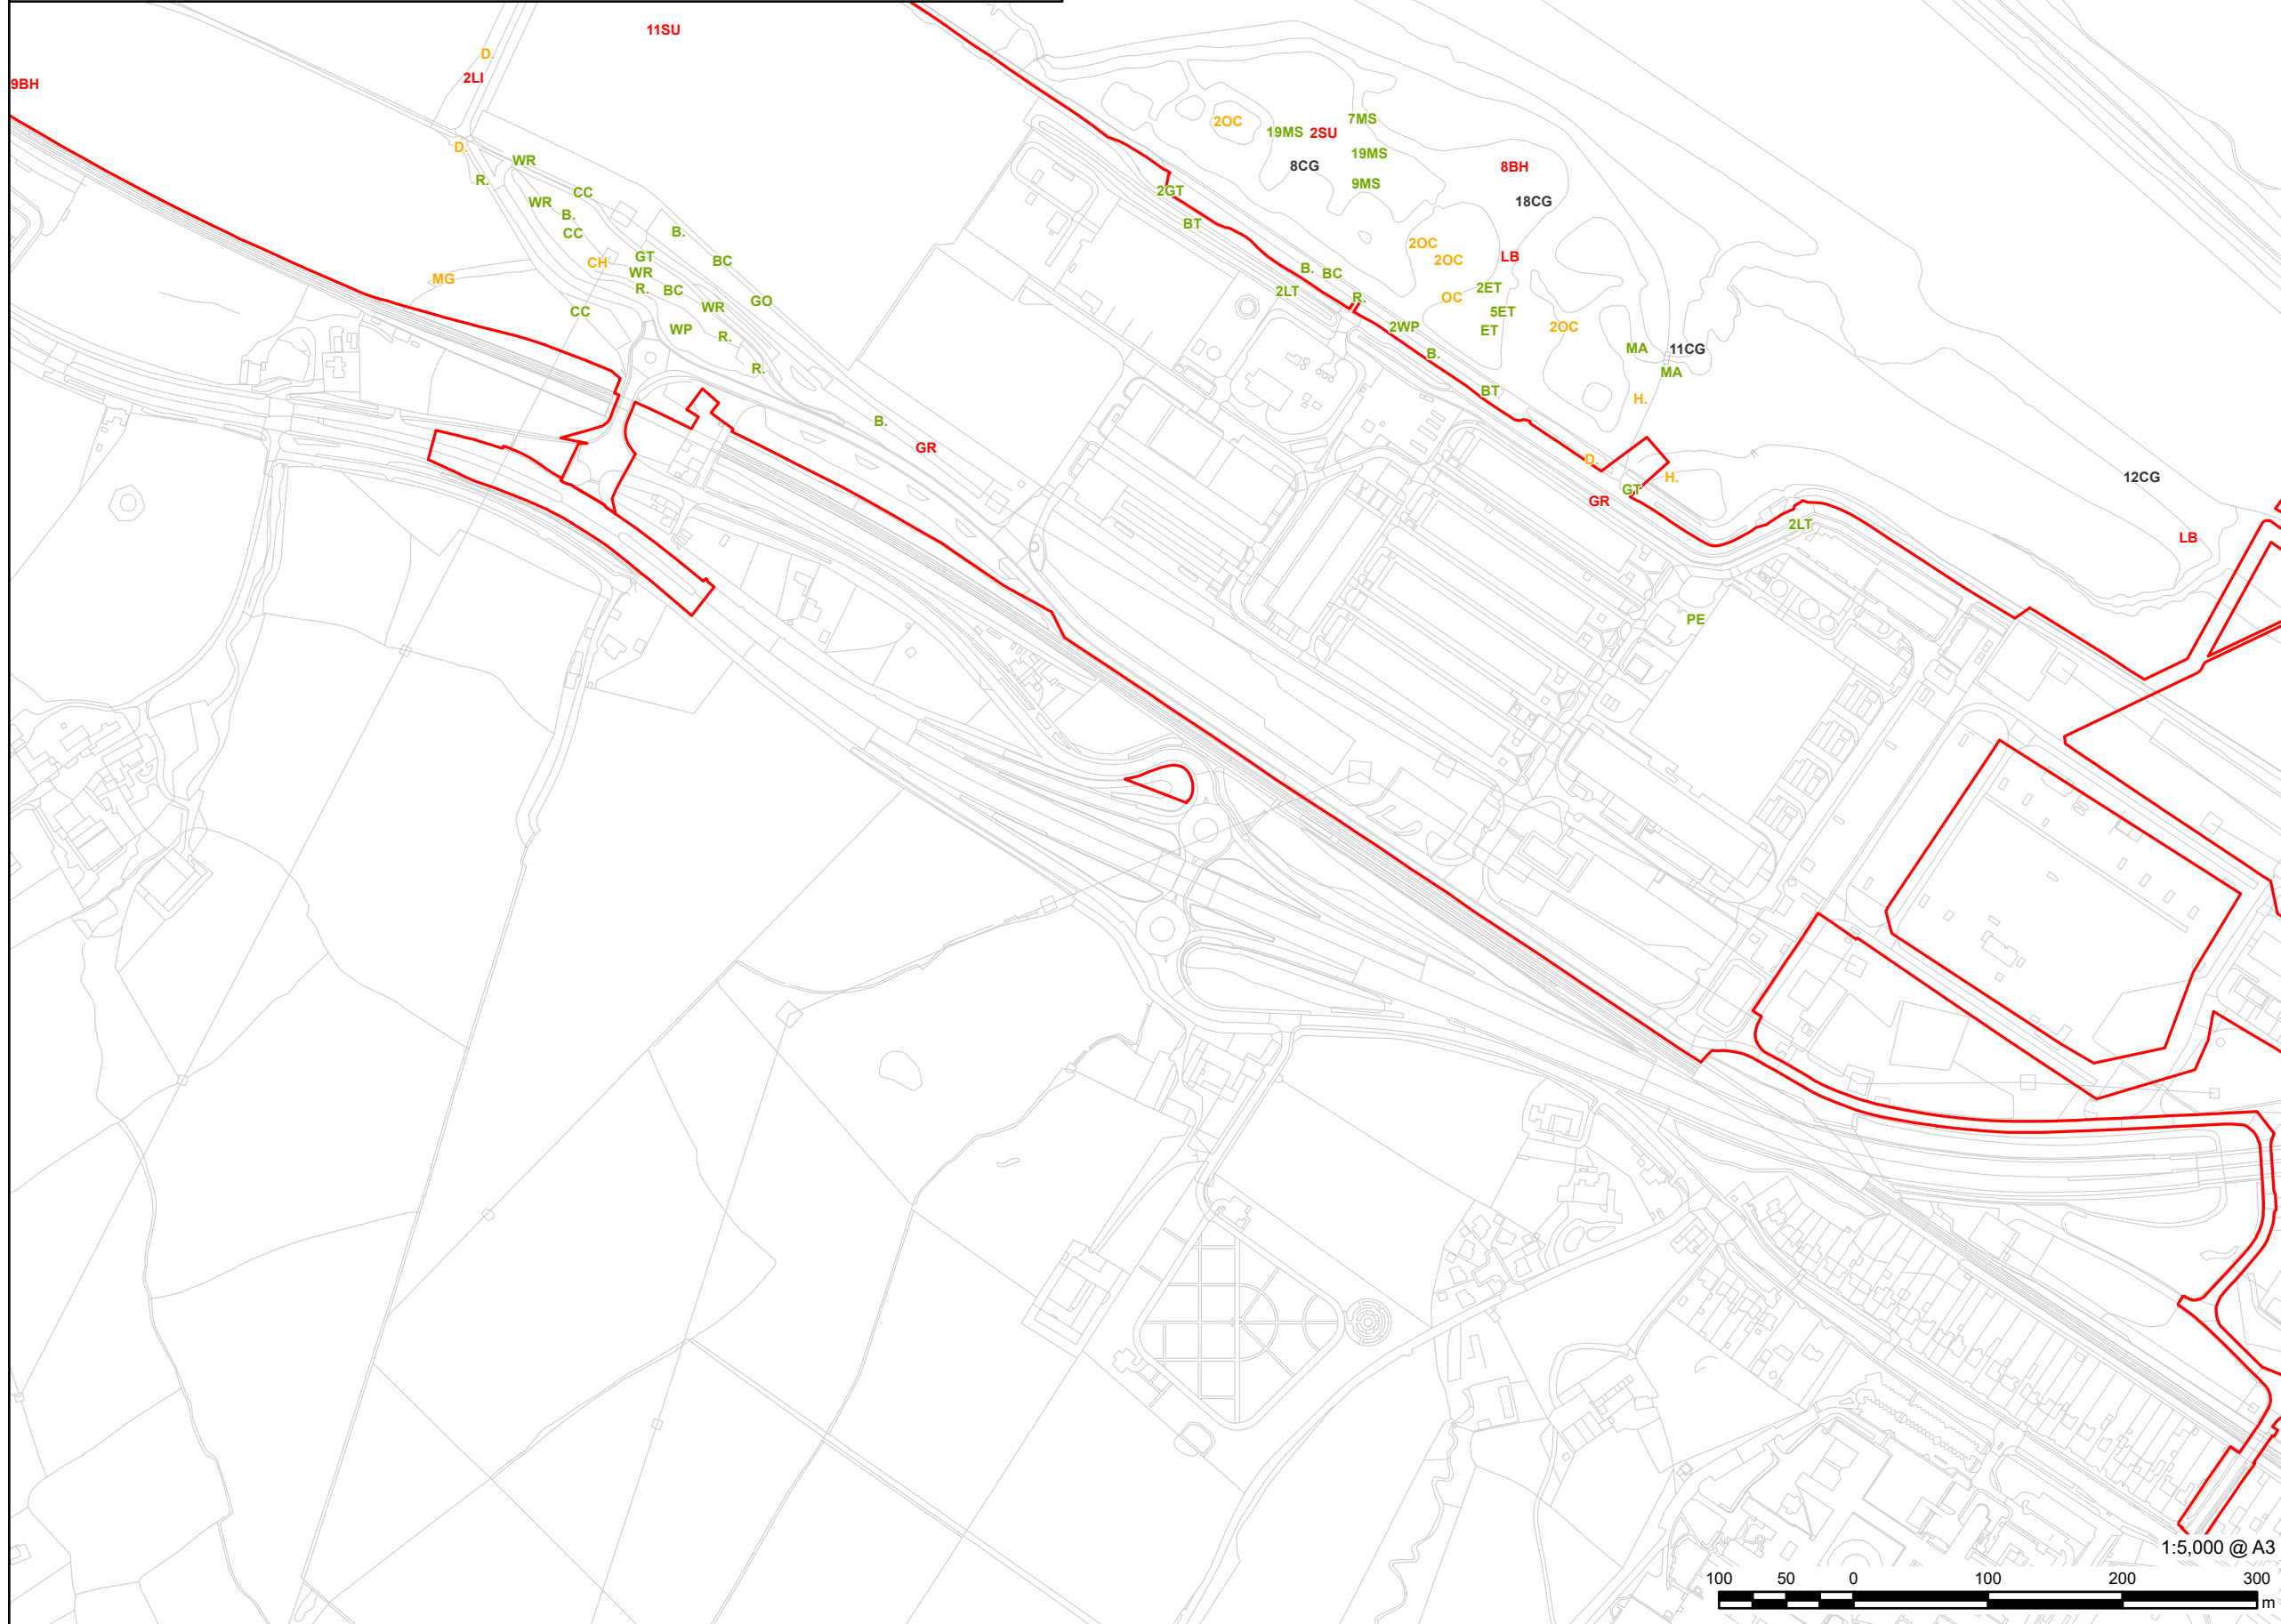 11SU
D.
2LI
9BH
2OC
19MS
2SU
7MS
D.
WR
19MS
8CG
8BH
R.
CC
2GT
9MS
WR
18CG
B.
CC
B.
BT
2OC
GT
CH
BC
2OC
LB
WR
B.
BC
MG
R.
BC
2LT
2ET
R.
OC
GO
WR
CC
5ET
WP
2WP
ET
2OC
R.
B.
MA
11CG
R.
MA
BT
H.
B.
GR
D.
H.
12CG
GT
GR
2LT
LB
PE
1:5,000 @ A3
100 50 0 100 200 300
m